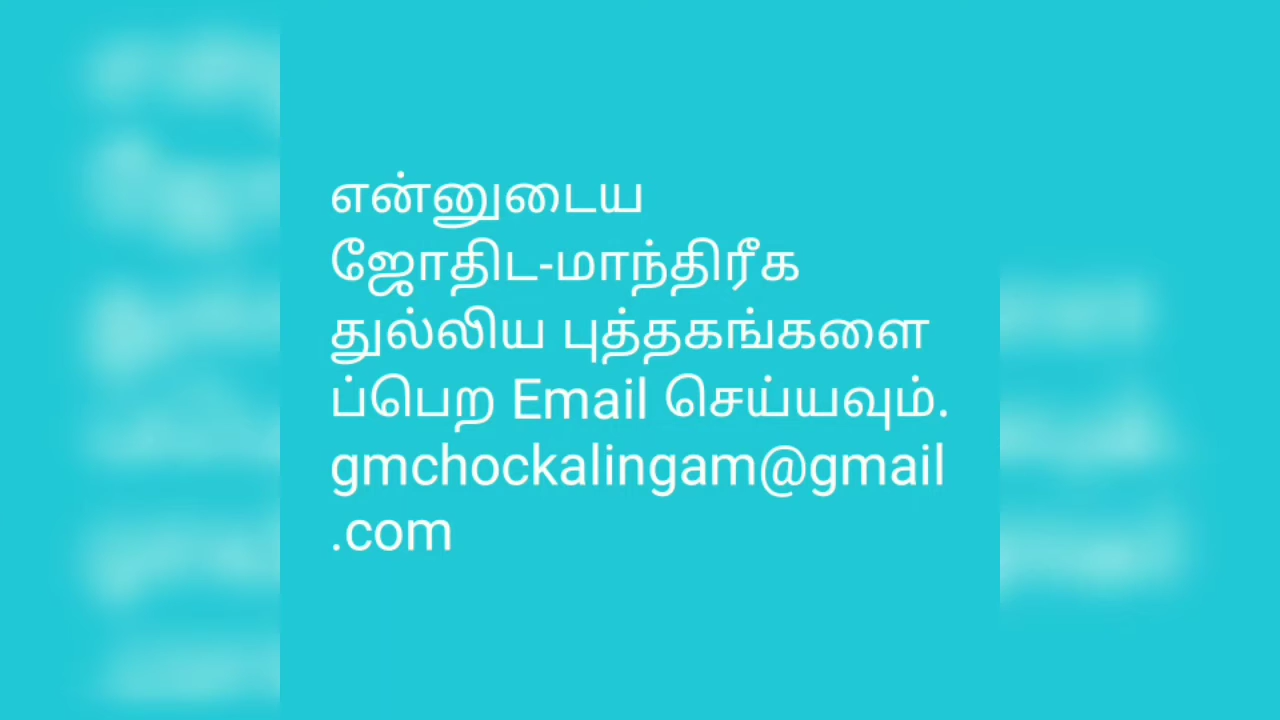 என்னுடைய
ஜோதிட-மாந்திரீக
துல்லிய புத்தகங்களை
ப்பெற Email செய்யவும்.
gmchockalingam@gmail
.com